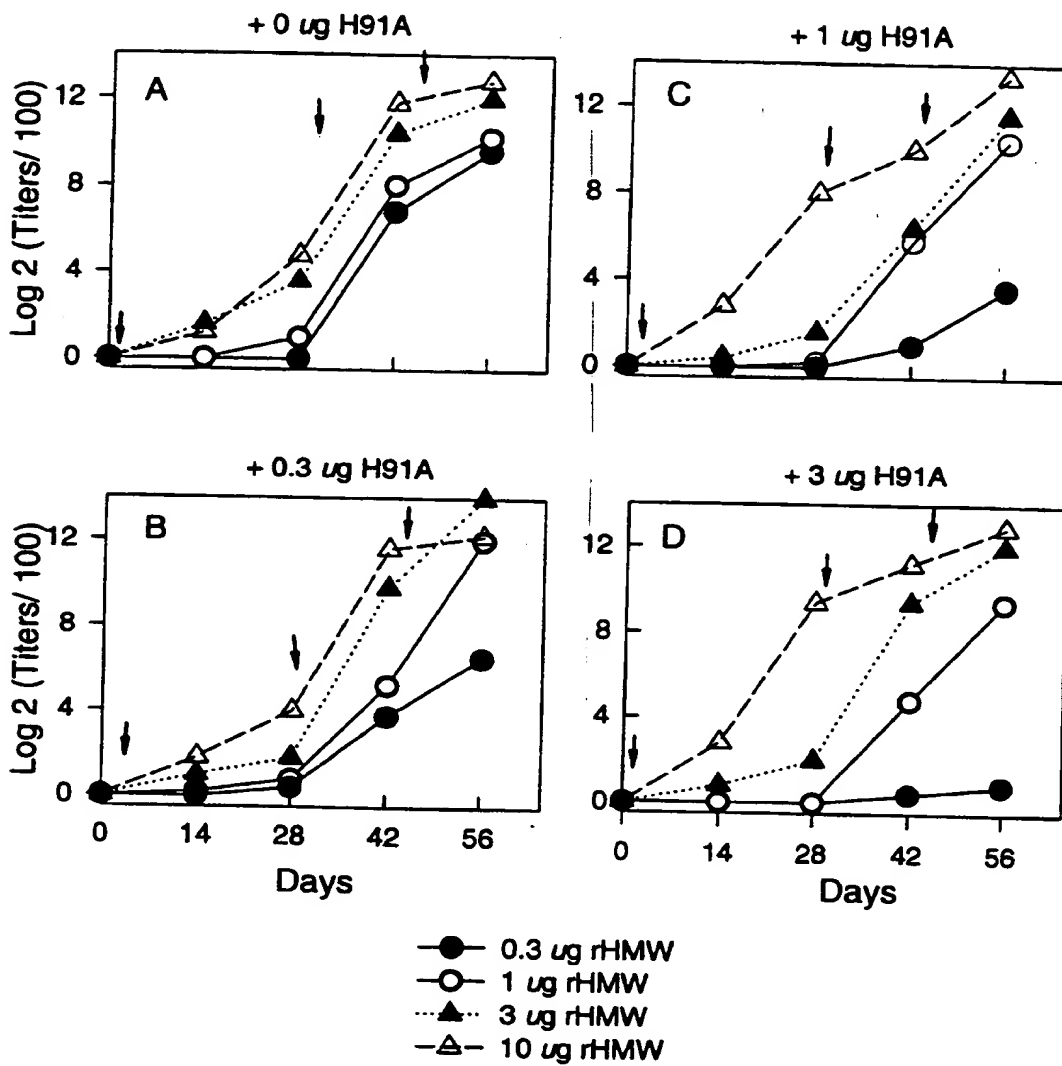 + 0 ug H91A
A
12
8
4
0
Log 2 (Titers/ 100)
+ 1 ug H91A
C
12
8
4
0
+ 0.3 ug H91A
B
12
8
4
0
Log 2 (Titers/ 100)
0 14 28 42 56
Days
+ 3 ug H91A
D
12
8
4
0
0 14 28 42 56
Days
0.3 ug rHMW
1 ug rHMW
3 ug rHMW
10 ug rHMW